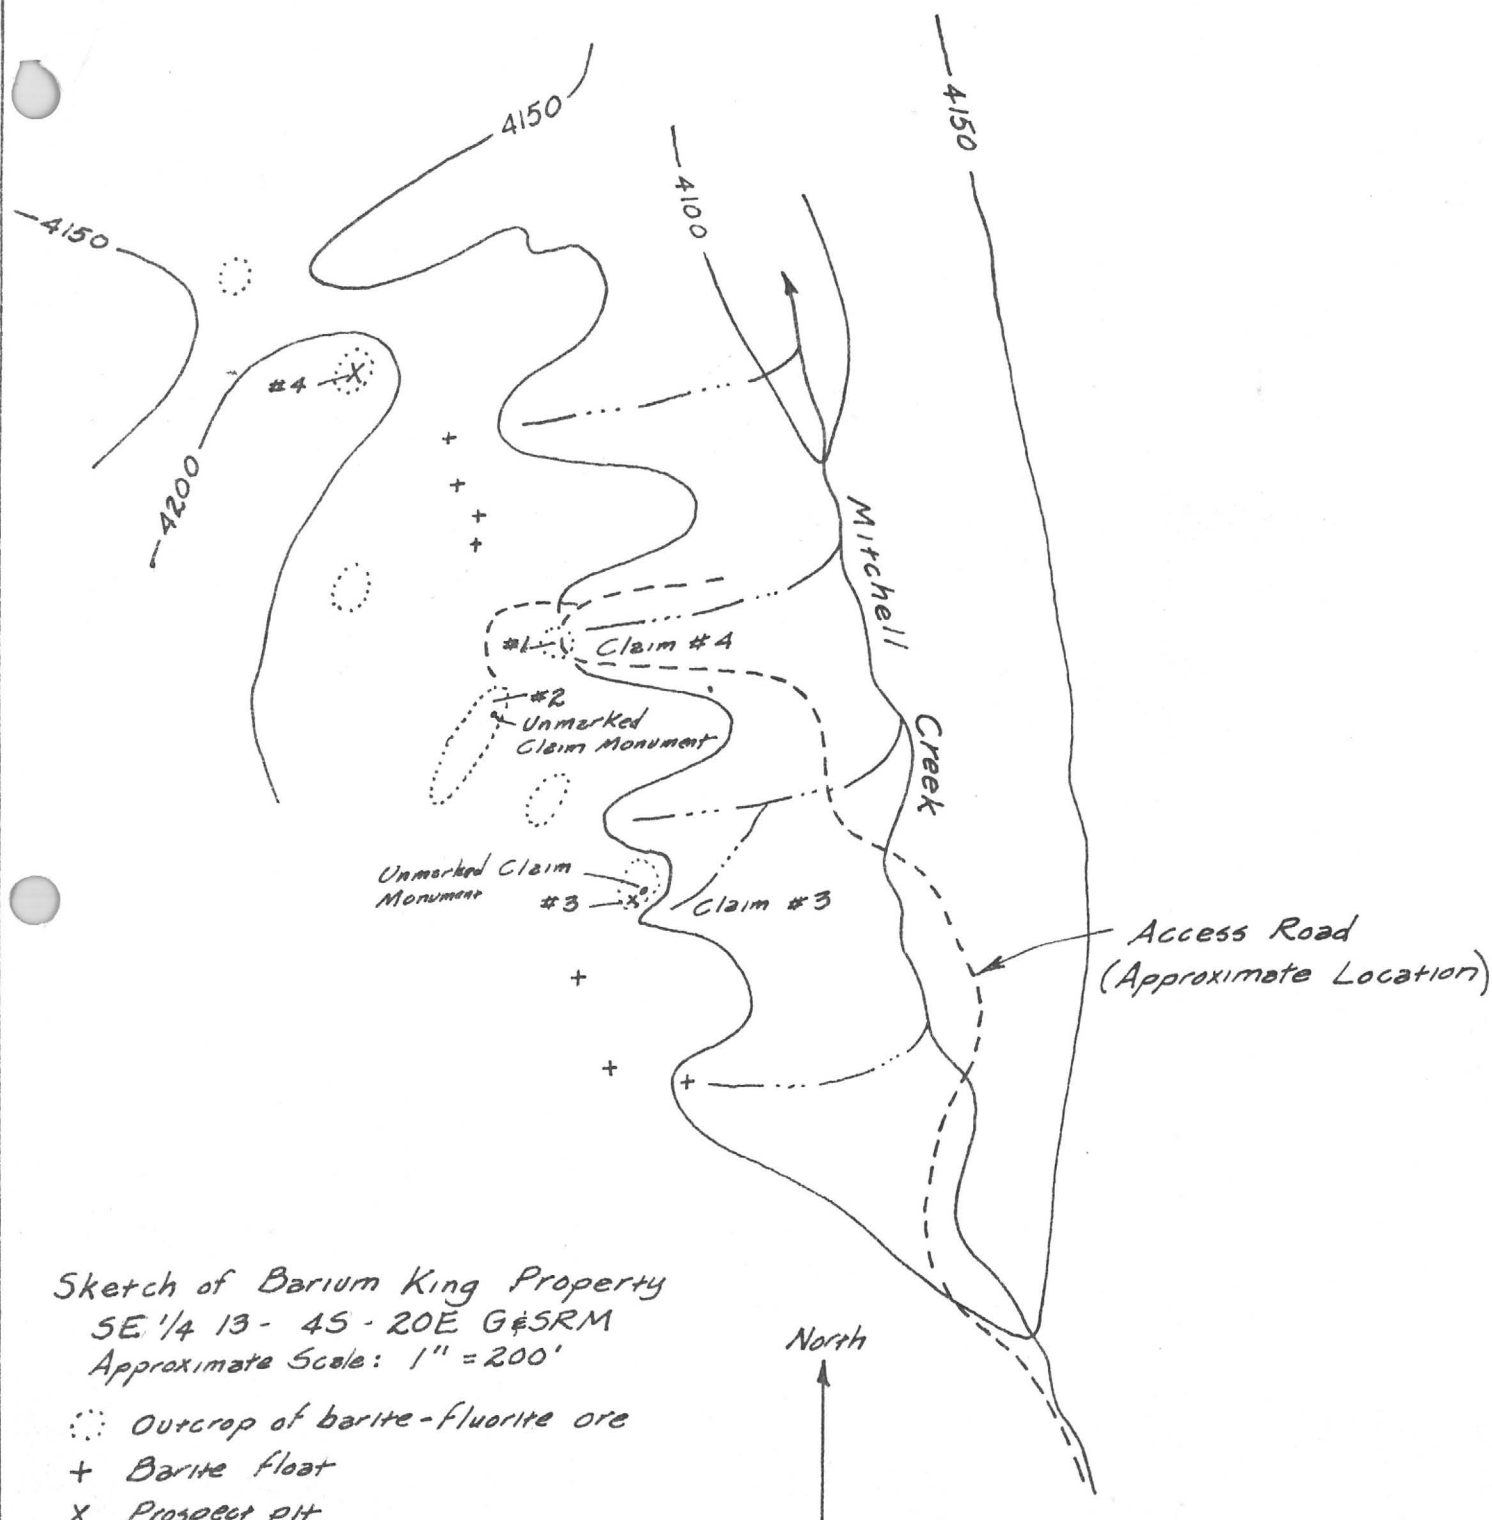 4150
4150
4150
4100
#4
4200
Mitchell
Creek
#1
Claim #4
#2
Unmarked
Claim Monument
Unmarked Claim
Monument
#3
Claim #3
Access Road
(Approximate Location)
Sketch of Barium King Property
SE 1/4 13 - 4S - 20E G&SRM
Approximate Scale: 1" = 200'
Outcrop of barite-fluorite ore
+ Barite float
x Prospect pit
North